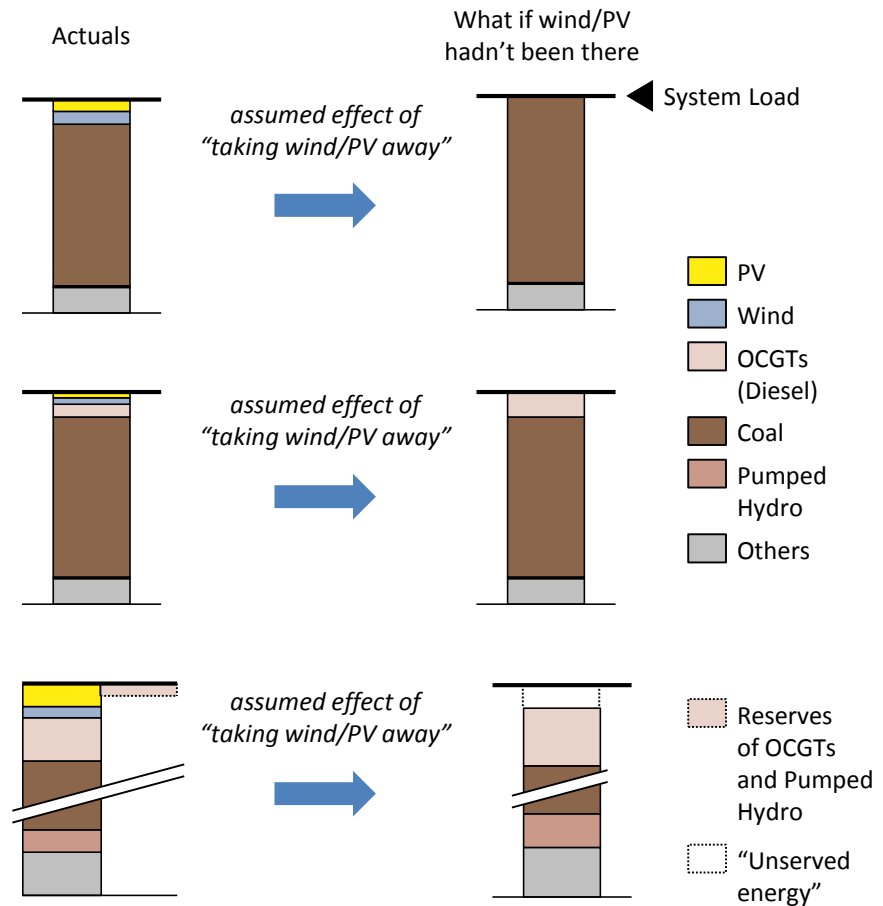 Actuals
What if wind/PV
hadn't been there
System Load
assumed effect of
"taking wind/PV away"
PV
Wind
OCGTs
(Diesel)
Coal
Pumped
Hydro
Others
assumed effect of
"taking wind/PV away"
assumed effect of
"taking wind/PV away"
Reserves
of OCGTs
and Pumped
Hydro
"Unserved
energy"